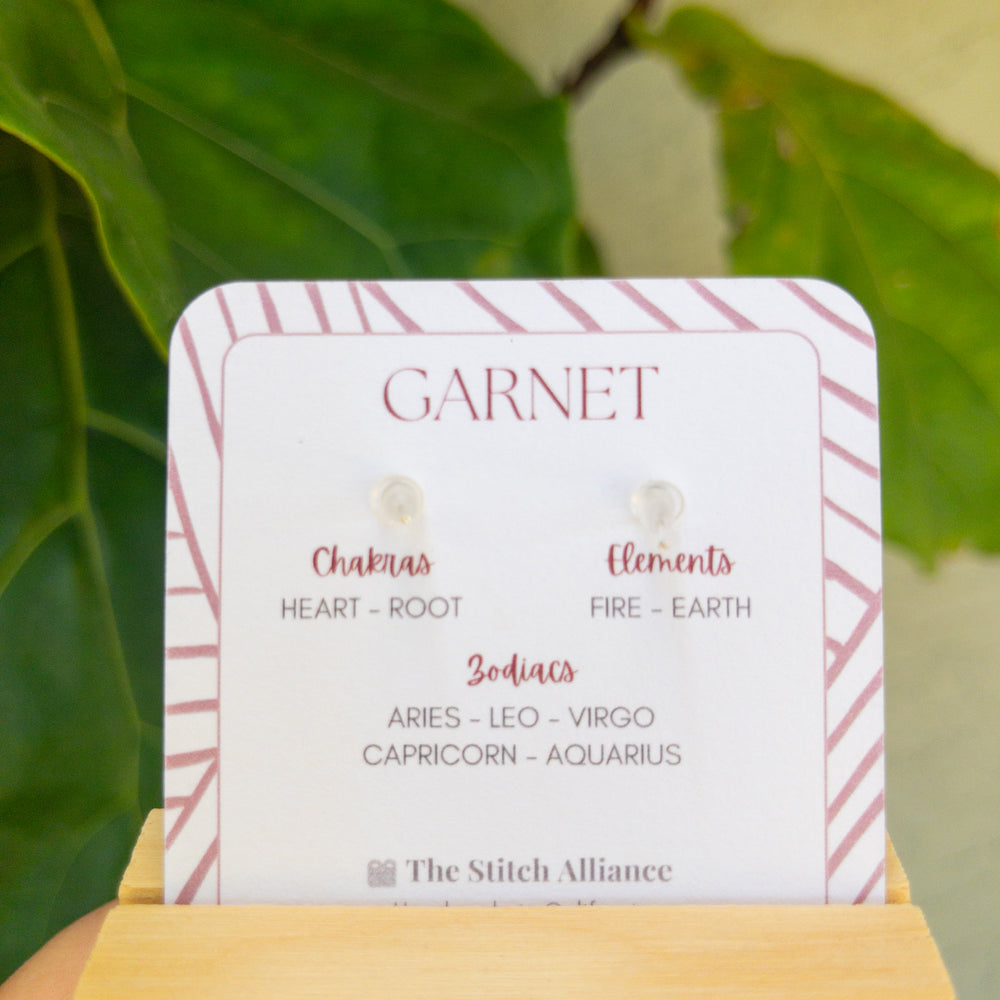 GARNET
Chakras
HEART - ROOT
Elements
FIRE - EARTH
Zodiacs
ARIES - LEO - VIRGO
CAPRICORN - AQUARIUS
The Stitch Alliance